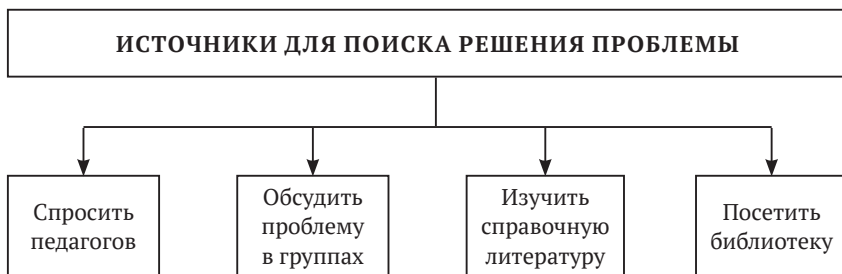 ИСТОЧНИКИ ДЛЯ ПОИСКА РЕШЕНИЯ ПРОБЛЕМЫ
Спросить
педагогов
Обсудить
проблему
в группах
Изучить
справочную
литературу
Посетить
библиотеку